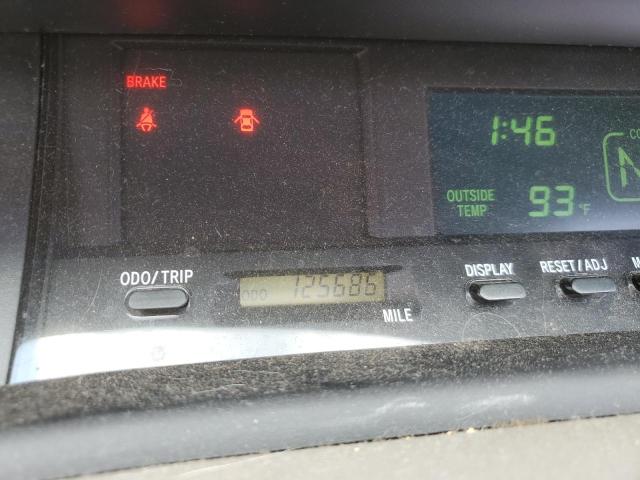 BRAKE
1:46
OUTSIDE
TEMP
93°F
ODO/TRIP
ODO 125686
MILE
DISPLAY
RESET/ADJ